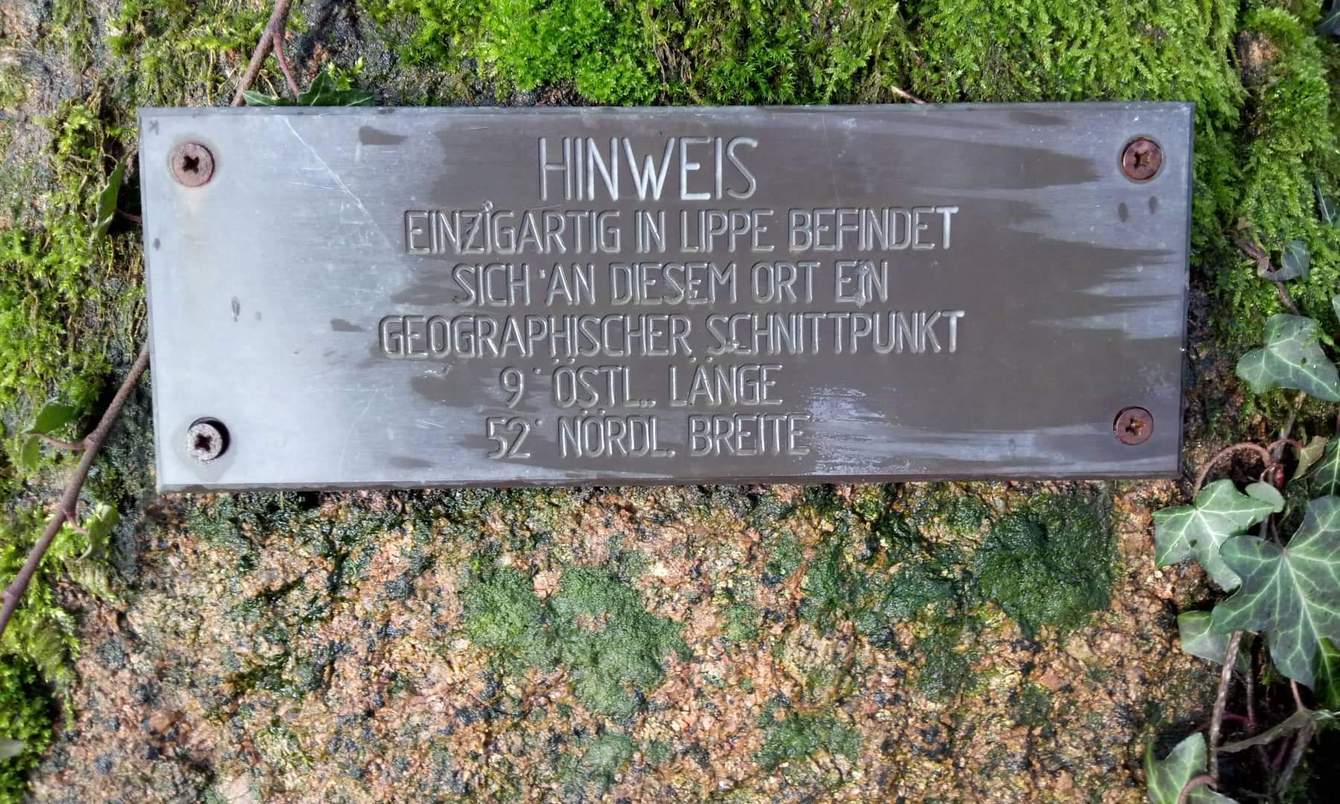 HINWEIS
EINZIGARTIG IN LIPPE BEFINDET
SICH AN DIESEM ORT EIN
GEOGRAPHISCHER SCHNITTPUNKT
9° ÖSTL. LÄNGE
52° NÖRDL. BREITE